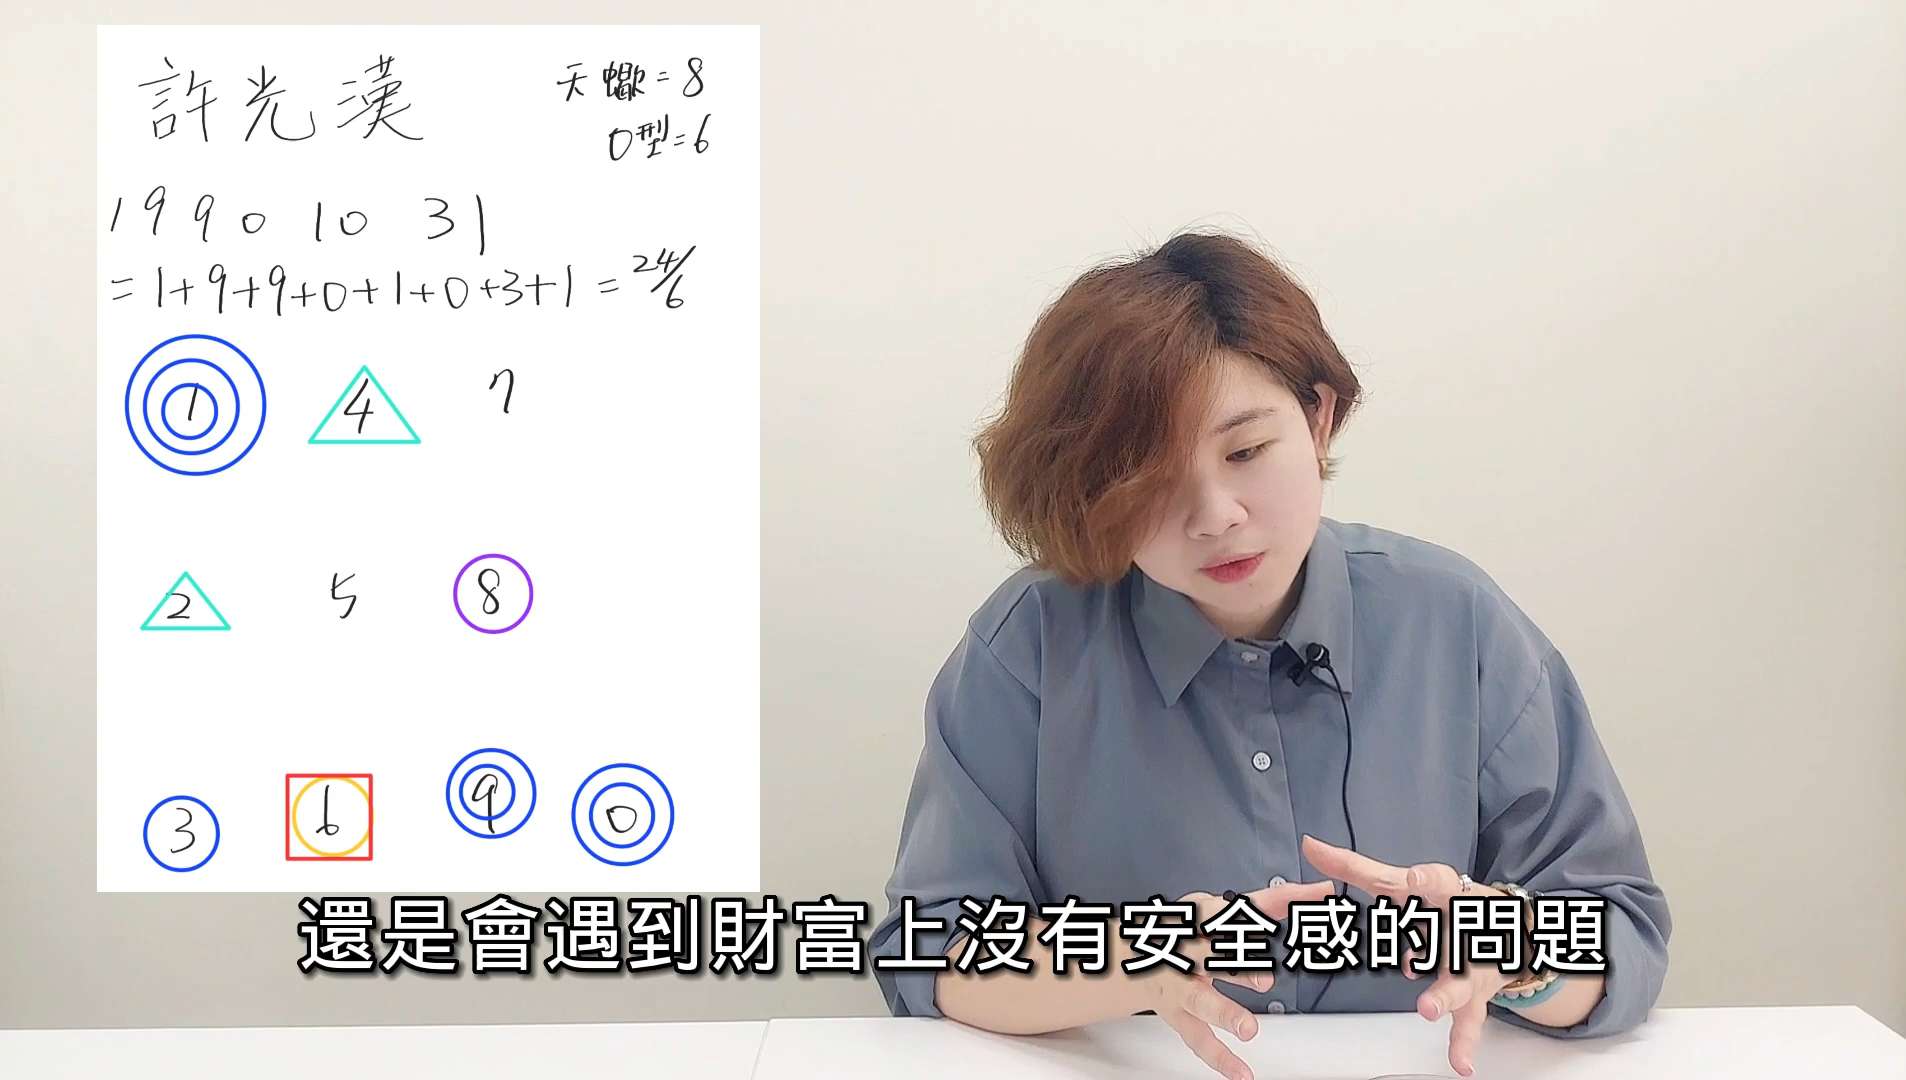 許光漢
天蠍=8
O型=6
1990 10 31
=1+9+9+0+1+0+3+1=24/6
1 4 7
2 5 8
3 6 9 0
還是會遇到財富上沒有安全感的問題